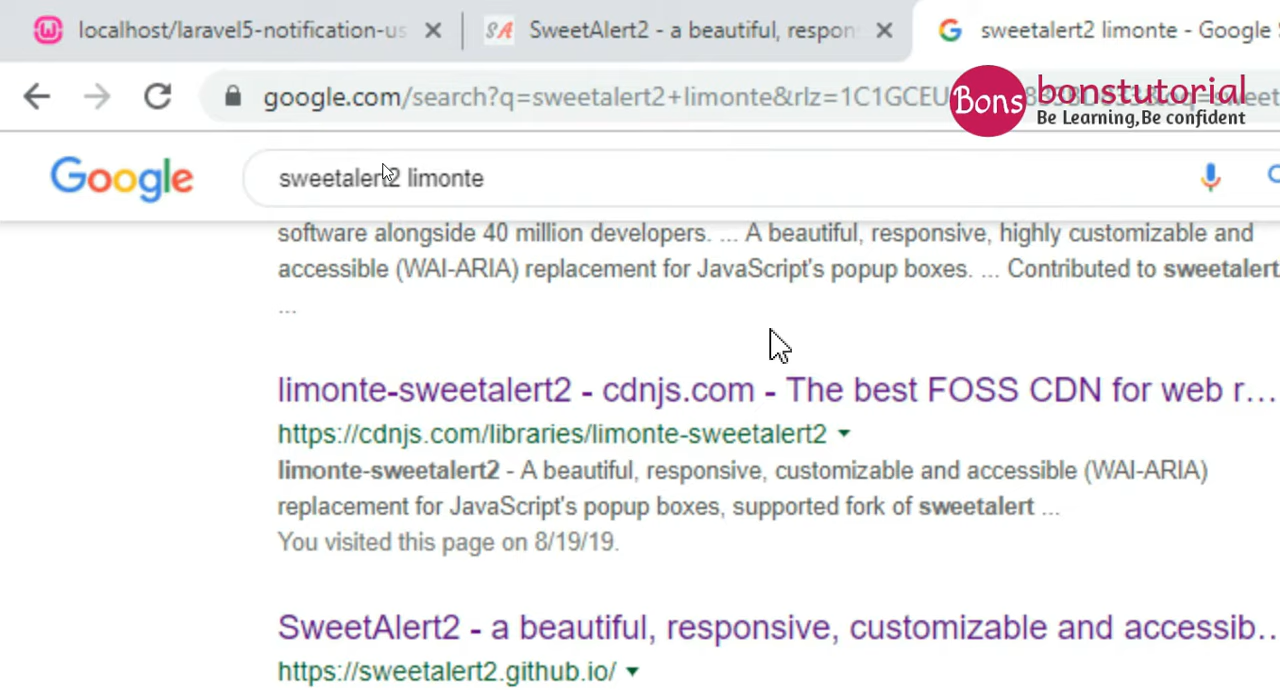 localhost/laravel5-notification-us
SA SweetAlert2 - a beautiful, respon
sweetalert2 limonte - Google
google.com/search?q=sweetalert2+limonte&rlz=1C1GCEU
Bons bonstutorial
Be Learning,Be confident
Google
sweetalert2 limonte
software alongside 40 million developers. ... A beautiful, responsive, highly customizable and
accessible (WAI-ARIA) replacement for JavaScript's popup boxes. ... Contributed to sweetalert
...
limonte-sweetalert2 - cdnjs.com - The best FOSS CDN for web r...
https://cdnjs.com/libraries/limonte-sweetalert2
limonte-sweetalert2 - A beautiful, responsive, customizable and accessible (WAI-ARIA)
replacement for JavaScript's popup boxes, supported fork of sweetalert ...
You visited this page on 8/19/19.
SweetAlert2 - a beautiful, responsive, customizable and accessib...
https://sweetalert2.github.io/